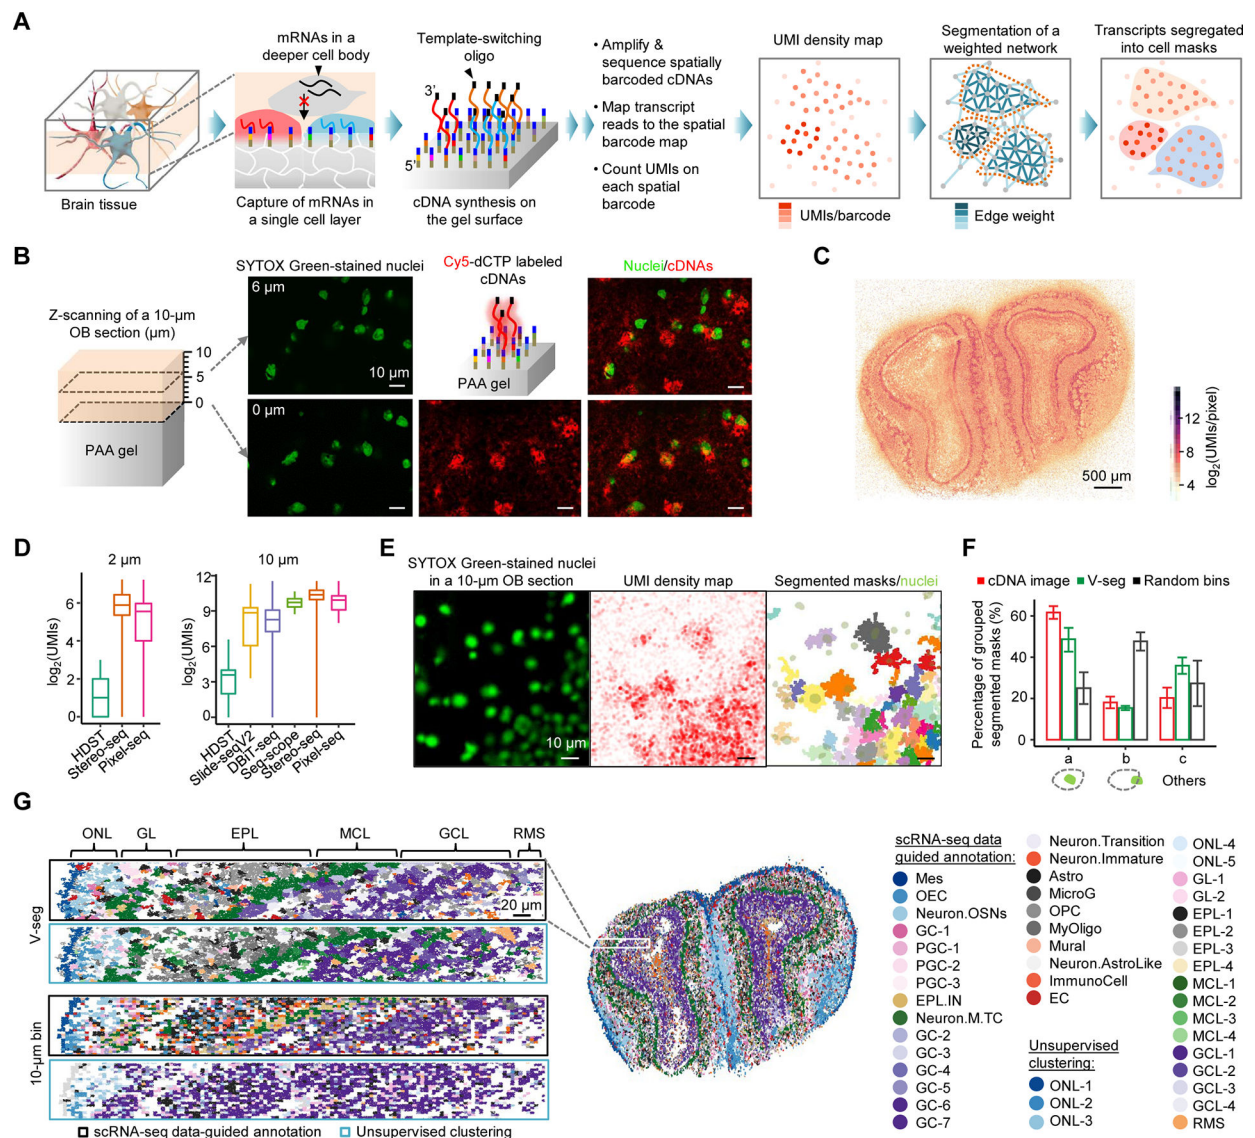 A
mRNAs in a
deeper cell body
Brain tissue
Capture of mRNAs in
a single cell layer
Template-switching
oligo
3'
5'
cDNA synthesis on
the gel surface
• Amplify &
sequence spatially
barcoded cDNAs
• Map transcript
reads to the spatial
barcode map
• Count UMIs on
each spatial
barcode
UMI density map
UMIs/barcode
Segmentation of a
weighted network
Edge weight
Transcripts segregated
into cell masks
B
Z-scanning of a 10-µm
OB section (µm)
10
5
0
PAA gel
SYTOX Green-stained nuclei
6 µm
10 µm
0 µm
Cy5-dCTP labeled
cDNAs
PAA gel
Nuclei/cDNAs
C
500 µm
12
8
4
log2(UMIs/pixel)
D
2 µm
log2(UMIs)
6
4
2
0
HDST
Stereo-seq
Pixel-seq
10 µm
log2(UMIs)
12
9
6
3
0
HDST
Slide-seqV2
DBiT-seq
Seq-scope
Stereo-seq
Pixel-seq
E
SYTOX Green-stained nuclei
in a 10-µm OB section
10 µm
UMI density map
Segmented masks/nuclei
F
cDNA image
V-seg
Random bins
Percentage of grouped
segmented masks (%)
60
40
20
0
a
b
c
Others
G
ONL
GL
EPL
MCL
GCL
RMS
V-seg
20 µm
10-µm bin
scRNA-seq data-guided annotation
Unsupervised clustering
scRNA-seq data
guided annotation:
Mes
OEC
Neuron.OSNs
GC-1
PGC-1
PGC-2
PGC-3
EPL.IN
Neuron.M.TC
GC-2
GC-3
GC-4
GC-5
GC-6
GC-7
Neuron.Transition
Neuron.Immature
Astro
MicroG
OPC
MyOligo
Mural
Neuron.AstroLike
ImmunoCell
EC
Unsupervised
clustering:
ONL-1
ONL-2
ONL-3
ONL-4
ONL-5
GL-1
GL-2
EPL-1
EPL-2
EPL-3
EPL-4
MCL-1
MCL-2
MCL-3
MCL-4
GCL-1
GCL-2
GCL-3
GCL-4
RMS